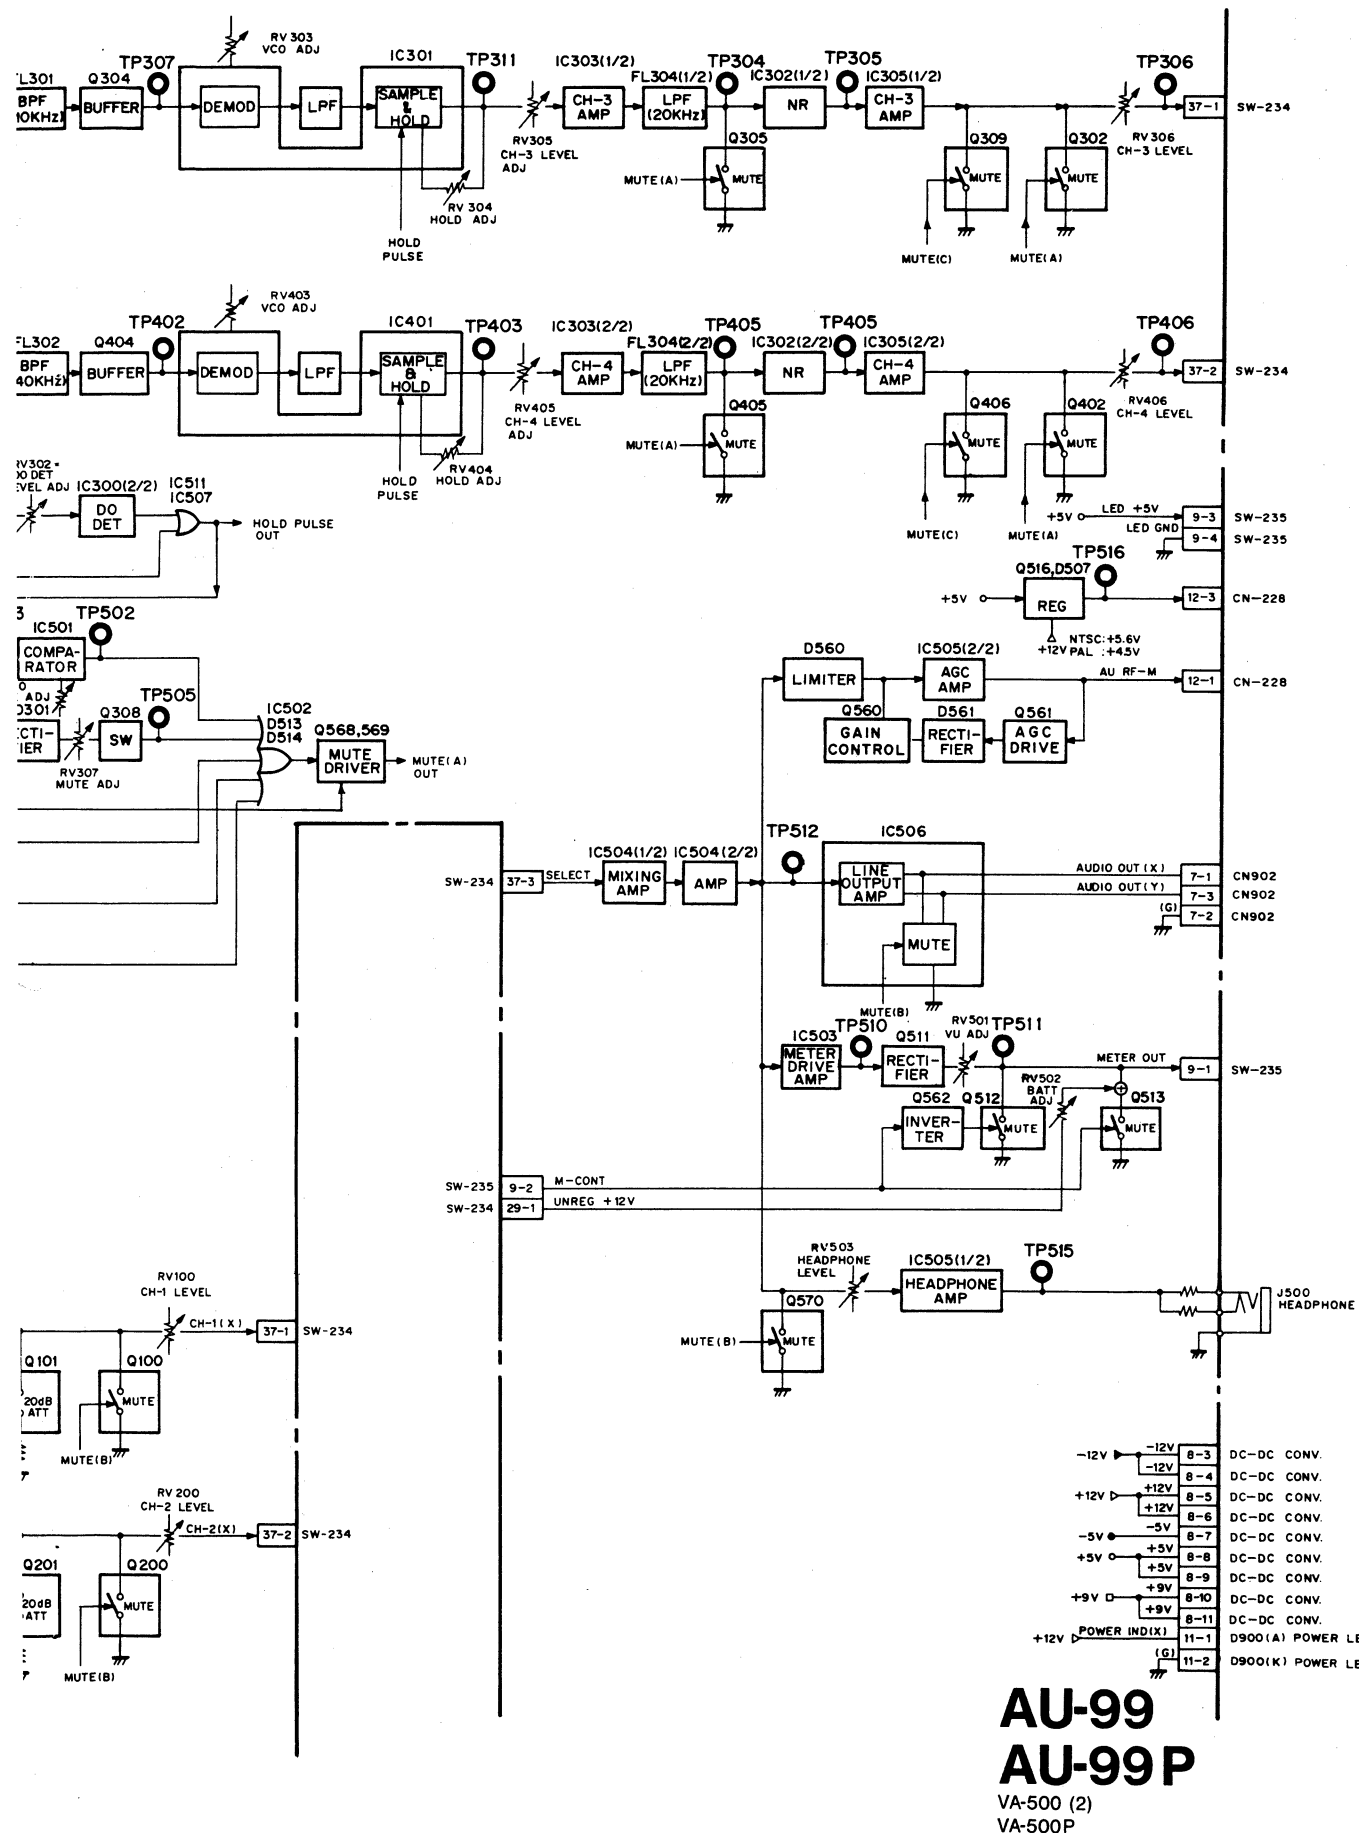 RV303
VCO ADJ
TP307
IC301
TP311
IC303(1/2)
TP304
TP305
TP306
Q304
FL304(1/2)
IC302(1/2)
IC305(1/2)
BPF
BUFFER
DEMOD
LPF
SAMPLE
&
HOLD
CH-3
AMP
LPF
(20KHz)
NR
CH-3
AMP
37-1
SW-234
RV305
CH-3 LEVEL
ADJ
Q305
MUTE
MUTE(A)
Q309
MUTE
Q302
MUTE
RV306
CH-3 LEVEL
RV 304
HOLD ADJ
HOLD
PULSE
MUTE(C)
MUTE(A)
RV403
VCO ADJ
TP402
IC401
TP403
IC303(2/2)
TP405
TP405
TP406
FL302
Q404
FL304(2/2)
IC302(2/2)
IC305(2/2)
BPF
40KHz)
BUFFER
DEMOD
LPF
SAMPLE
&
HOLD
CH-4
AMP
LPF
(20KHz)
NR
CH-4
AMP
37-2
SW-234
RV405
CH-4 LEVEL
ADJ
Q405
MUTE
MUTE(A)
Q406
MUTE
Q402
MUTE
RV406
CH-4 LEVEL
RV404
HOLD ADJ
HOLD
PULSE
MUTE(C)
MUTE(A)
RV302
DO DET
ADJ
IC300(2/2)
IC511
IC507
DO
DET
HOLD PULSE
OUT
+5V
LED +5V
9-3
SW-235
LED GND
9-4
SW-235
Q516,D507
TP516
+5V
REG
12-3
CN-228
NTSC:+5.6V
+12V PAL :+4.5V
IC501
TP502
COMPA-
RATOR
ADJ
D301
TP505
Q308
SW
RV307
MUTE ADJ
IC502
D513
D514
Q568,569
MUTE
DRIVER
MUTE(A)
OUT
D560
LIMITER
IC505(2/2)
AGC
AMP
AU RF-M
12-1
CN-228
Q560
GAIN
CONTROL
D561
RECTI-
FIER
Q561
AGC
DRIVE
SW-234
37-3
SELECT
IC504(1/2)
MIXING
AMP
IC504(2/2)
AMP
TP512
IC506
LINE
OUTPUT
AMP
MUTE
MUTE(B)
AUDIO OUT(X)
7-1
CN902
AUDIO OUT(Y)
7-3
CN902
(G)
7-2
CN902
IC503
METER
DRIVE
AMP
TP510
Q511
RECTI-
FIER
RV501
VU ADJ
TP511
METER OUT
9-1
SW-235
RV502
BATT
ADJ
Q562
INVER-
TER
Q512
MUTE
Q513
MUTE
SW-235
9-2
M-CONT
SW-234
29-1
UNREG +12V
RV503
HEADPHONE
LEVEL
IC505(1/2)
HEADPHONE
AMP
TP515
J500
HEADPHONE
Q570
MUTE
MUTE(B)
RV100
CH-1 LEVEL
CH-1(X)
37-1
SW-234
Q101
20dB
ATT
Q100
MUTE
MUTE(B)
RV200
CH-2 LEVEL
CH-2(X)
37-2
SW-234
Q201
20dB
ATT
Q200
MUTE
MUTE(B)
-12V
-12V
8-3
DC-DC CONV.
-12V
8-4
DC-DC CONV.
+12V
+12V
8-5
DC-DC CONV.
+12V
8-6
DC-DC CONV.
-5V
-5V
8-7
DC-DC CONV.
+5V
+5V
8-8
DC-DC CONV.
+5V
8-9
DC-DC CONV.
+9V
+9V
8-10
DC-DC CONV.
+9V
8-11
DC-DC CONV.
+12V
POWER IND(X)
11-1
D900(A) POWER LE
(G)
11-2
D900(K) POWER LE
AU-99
AU-99P
VA-500 (2)
VA-500P